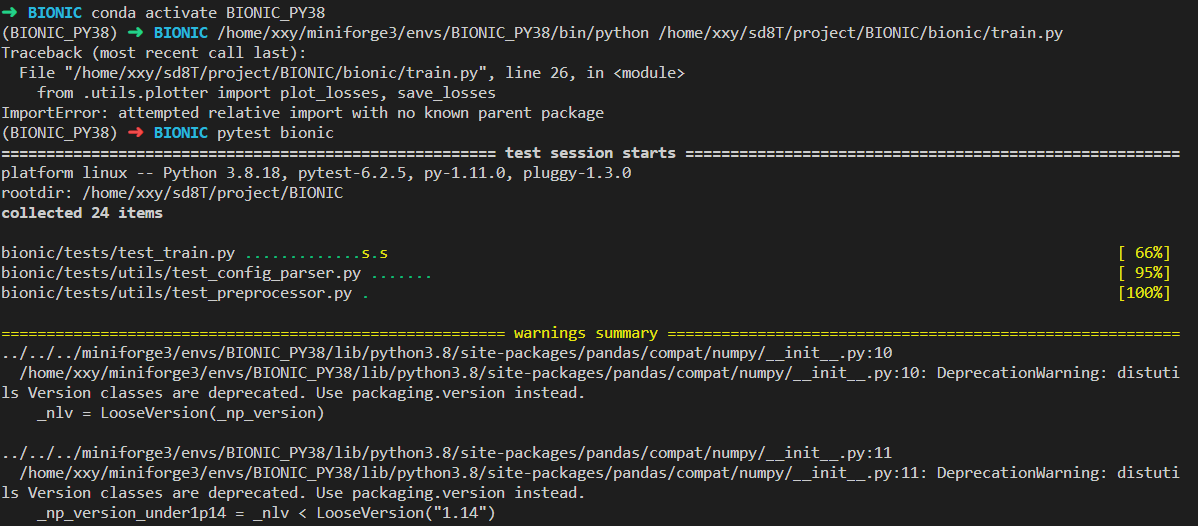 ➜ BIONIC conda activate BIONIC_PY38
(BIONIC_PY38) ➜ BIONIC /home/xxy/miniforge3/envs/BIONIC_PY38/bin/python /home/xxy/sd8T/project/BIONIC/bionic/train.py
Traceback (most recent call last):
  File "/home/xxy/sd8T/project/BIONIC/bionic/train.py", line 26, in <module>
    from .utils.plotter import plot_losses, save_losses
ImportError: attempted relative import with no known parent package
(BIONIC_PY38) ➜ BIONIC pytest bionic
======================================================= test session starts =======================================================
platform linux -- Python 3.8.18, pytest-6.2.5, py-1.11.0, pluggy-1.3.0
rootdir: /home/xxy/sd8T/project/BIONIC
collected 24 items
bionic/tests/test_train.py .............s.s [ 66%]
bionic/tests/utils/test_config_parser.py ....... [ 95%]
bionic/tests/utils/test_preprocessor.py . [100%]
======================================================== warnings summary =========================================================
../../../miniforge3/envs/BIONIC_PY38/lib/python3.8/site-packages/pandas/compat/numpy/__init__.py:10
  /home/xxy/miniforge3/envs/BIONIC_PY38/lib/python3.8/site-packages/pandas/compat/numpy/__init__.py:10: DeprecationWarning: distuti
ls Version classes are deprecated. Use packaging.version instead.
    _nlv = LooseVersion(_np_version)
../../../miniforge3/envs/BIONIC_PY38/lib/python3.8/site-packages/pandas/compat/numpy/__init__.py:11
  /home/xxy/miniforge3/envs/BIONIC_PY38/lib/python3.8/site-packages/pandas/compat/numpy/__init__.py:11: DeprecationWarning: distuti
ls Version classes are deprecated. Use packaging.version instead.
    _np_version_under1p14 = _nlv < LooseVersion("1.14")